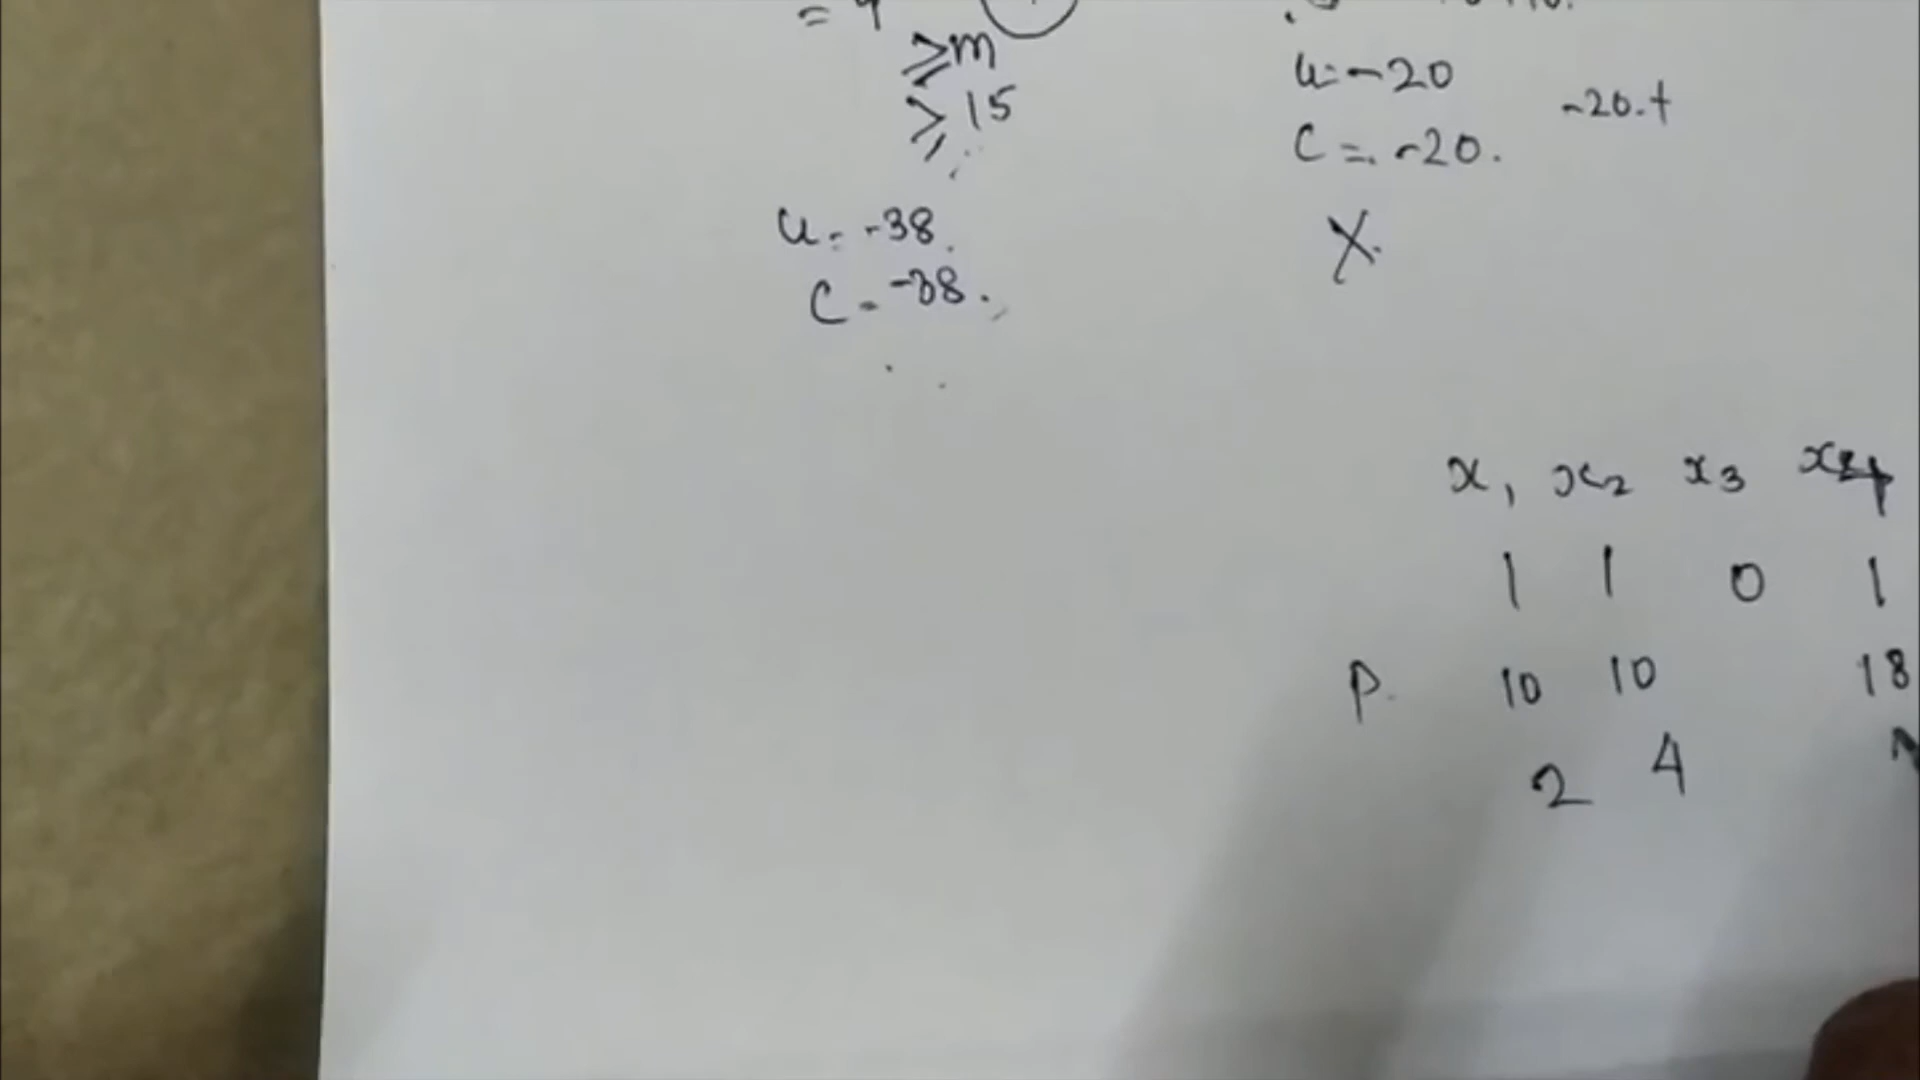 ≥m
≥ 15
u = -38.
C = -38.
u = -20
-20.+
C = -20.
X.
x1 x2 x3 x4
1 1 0 1
P. 10 10 18
2 4